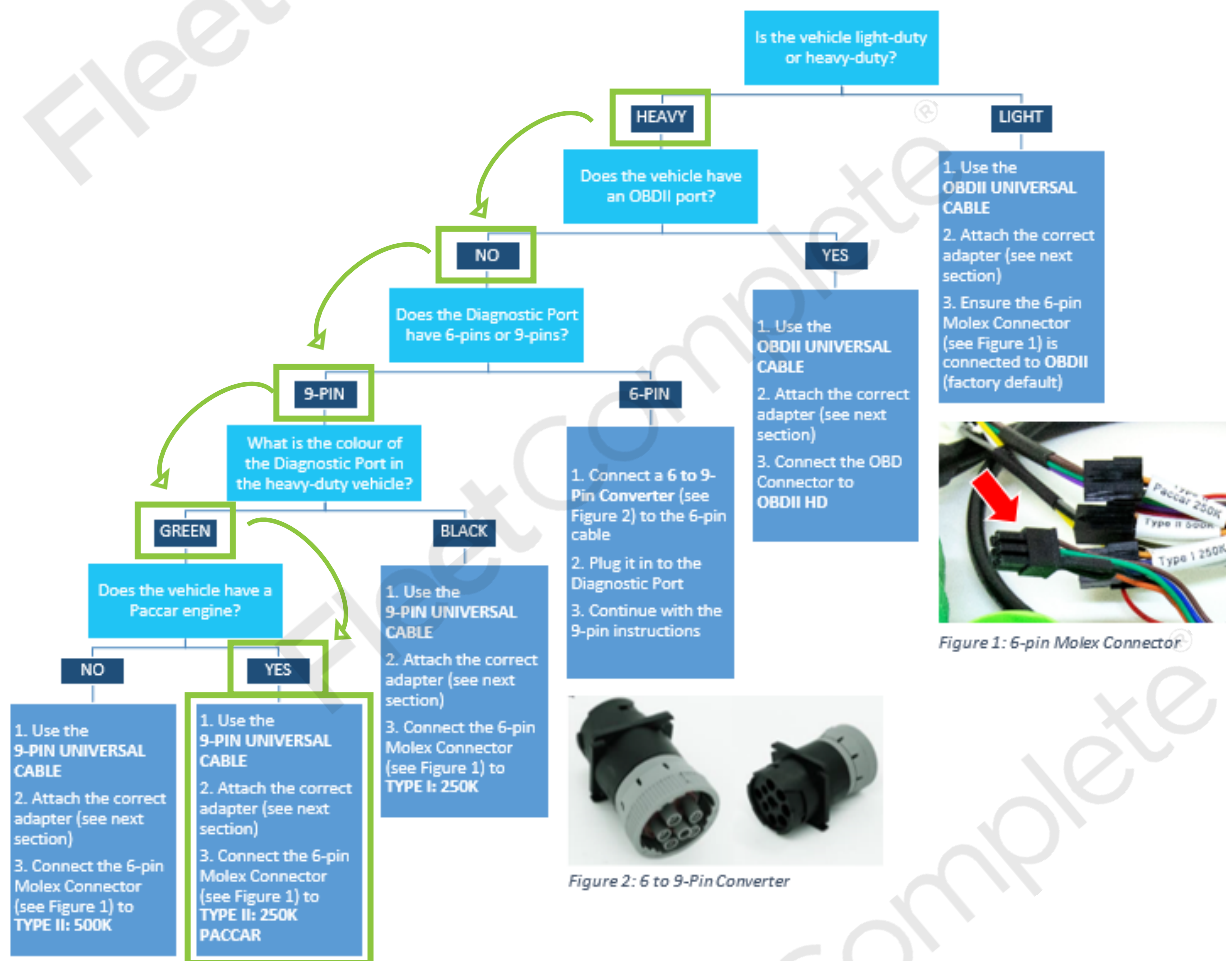 Is the vehicle light-duty
or heavy-duty?
HEAVY
LIGHT
Does the vehicle have
an OBDII port?
1. Use the
OBDII UNIVERSAL
CABLE
2. Attach the correct
adapter (see next
section)
3. Ensure the 6-pin
Molex Connector
(see Figure 1) is
connected to OBDII
(factory default)
NO
YES
Does the Diagnostic Port
have 6-pins or 9-pins?
1. Use the
OBDII UNIVERSAL
CABLE
2. Attach the correct
adapter (see next
section)
3. Connect the OBD
Connector to
OBDII HD
9-PIN
6-PIN
What is the colour of
the Diagnostic Port in
the heavy-duty vehicle?
1. Connect a 6 to 9-
Pin Converter (see
Figure 2) to the 6-pin
cable
2. Plug it in to the
Diagnostic Port
3. Continue with the
9-pin instructions
Paccar 250K
Type II 500K
Type I 250K
Figure 1: 6-pin Molex Connector
GREEN
BLACK
Does the vehicle have a
Paccar engine?
1. Use the
9-PIN UNIVERSAL
CABLE
2. Attach the correct
adapter (see next
section)
3. Connect the 6-pin
Molex Connector
(see Figure 1) to
TYPE I: 250K
NO
YES
1. Use the
9-PIN UNIVERSAL
CABLE
2. Attach the correct
adapter (see next
section)
3. Connect the 6-pin
Molex Connector
(see Figure 1) to
TYPE II: 500K
1. Use the
9-PIN UNIVERSAL
CABLE
2. Attach the correct
adapter (see next
section)
3. Connect the 6-pin
Molex Connector
(see Figure 1) to
TYPE II: 250K
PACCAR
Figure 2: 6 to 9-Pin Converter
Fleet
FleetComplete®
Complete®